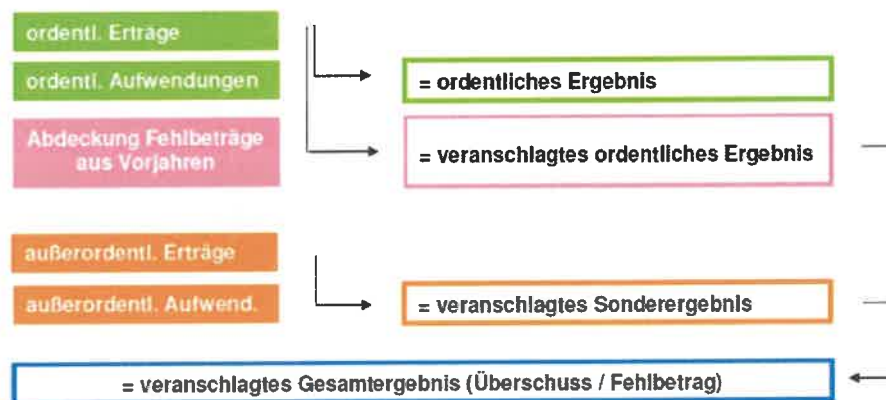 ordentl. Erträge
ordentl. Aufwendungen
= ordentliches Ergebnis
Abdeckung Fehlbeträge
aus Vorjahren
= veranschlagtes ordentliches Ergebnis
außerordentl. Erträge
außerordentl. Aufwend.
= veranschlagtes Sonderergebnis
= veranschlagtes Gesamtergebnis (Überschuss / Fehlbetrag)